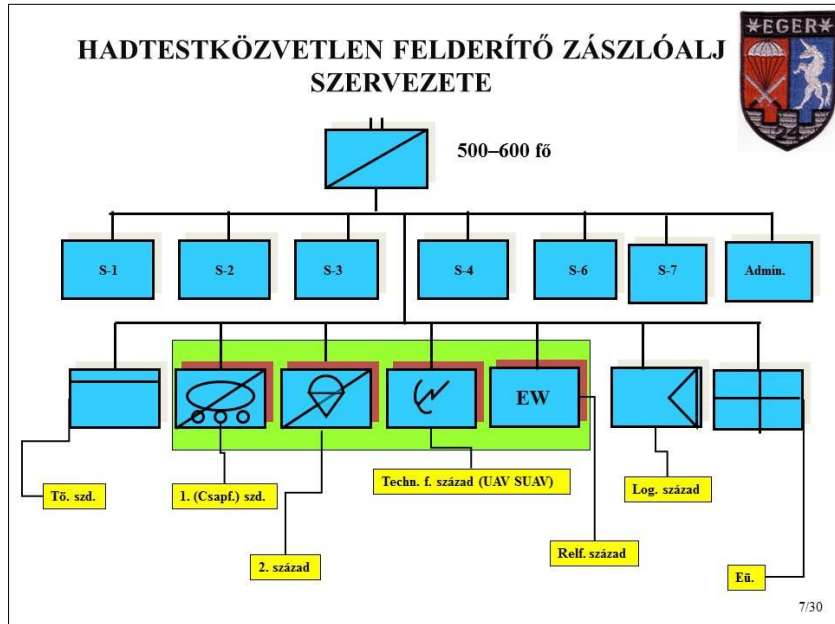 HADTESTKÖZVETLEN FELDERÍTŐ ZÁSZLÓALJ
SZERVEZETE
EGER
24
500–600 fő
S-1
S-2
S-3
S-4
S-6
S-7
Admin.
EW
Tö. szd.
1. (Csapf.) szd.
Techn. f. század (UAV SUAV)
Log. század
2. század
Relf. század
Eü.
7/30